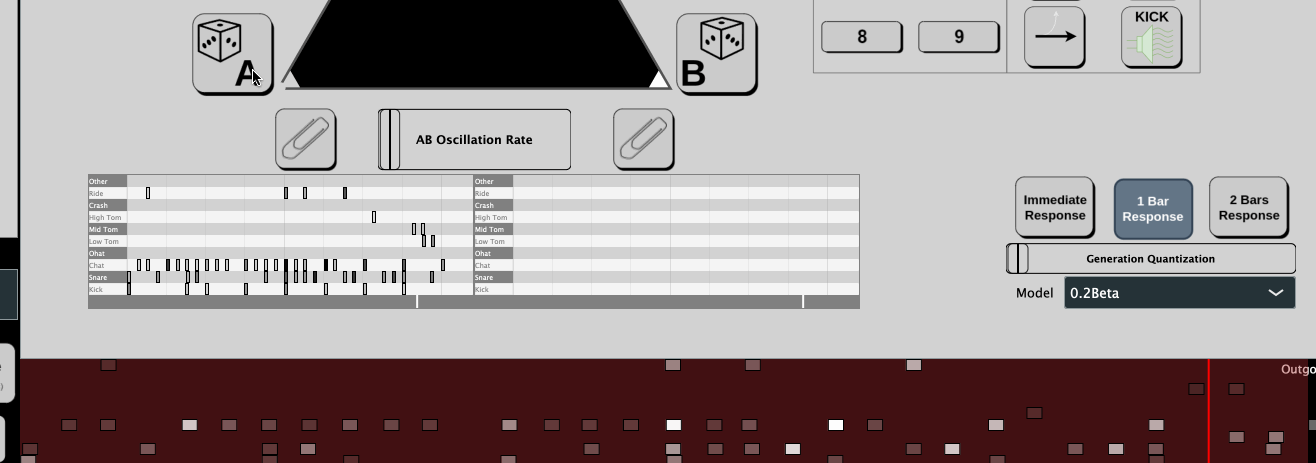 A
B
8
9
KICK
AB Oscillation Rate
Other
Ride
Crash
High Tom
Mid Tom
Low Tom
Ohat
Chat
Snare
Kick
Other
Ride
Crash
High Tom
Mid Tom
Low Tom
Ohat
Chat
Snare
Kick
Immediate
Response
1 Bar
Response
2 Bars
Response
Generation Quantization
Model
0.2Beta
Outgo